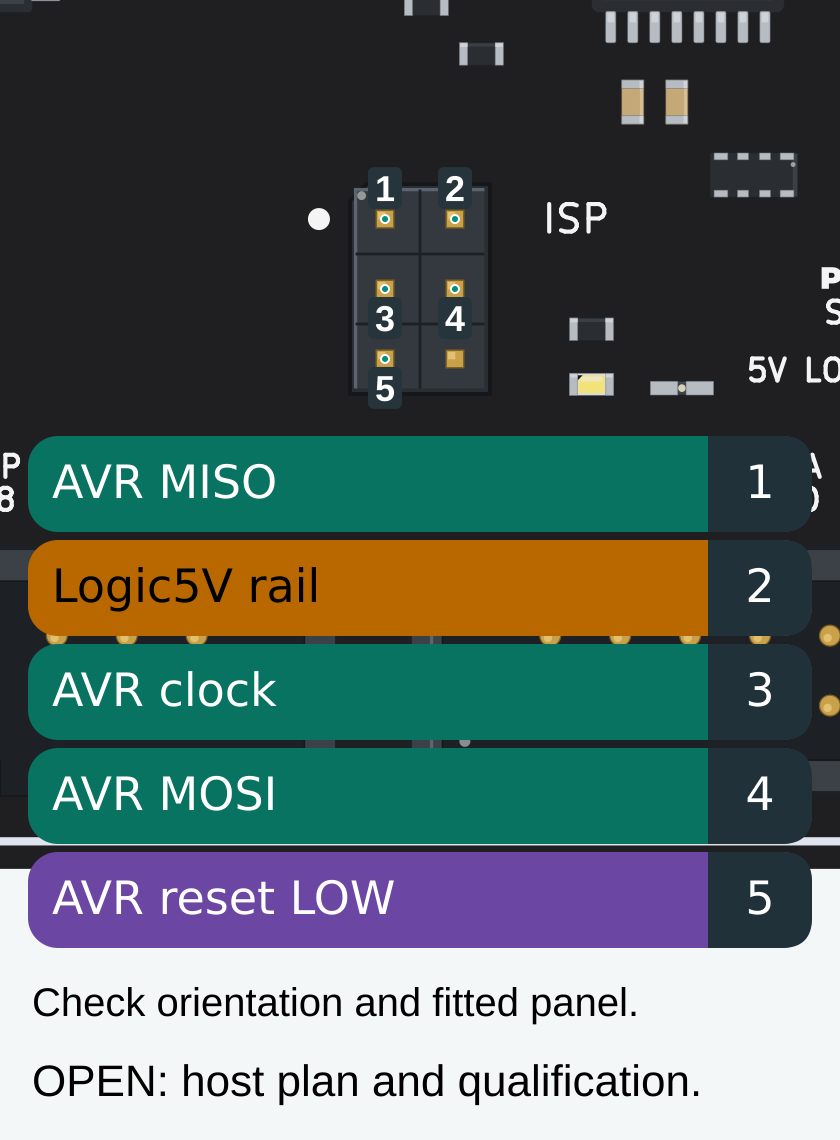 1 2
ISP
3 4
5V LO
5
AVR MISO 1
Logic5V rail 2
AVR clock 3
AVR MOSI 4
AVR reset LOW 5
Check orientation and fitted panel.
OPEN: host plan and qualification.